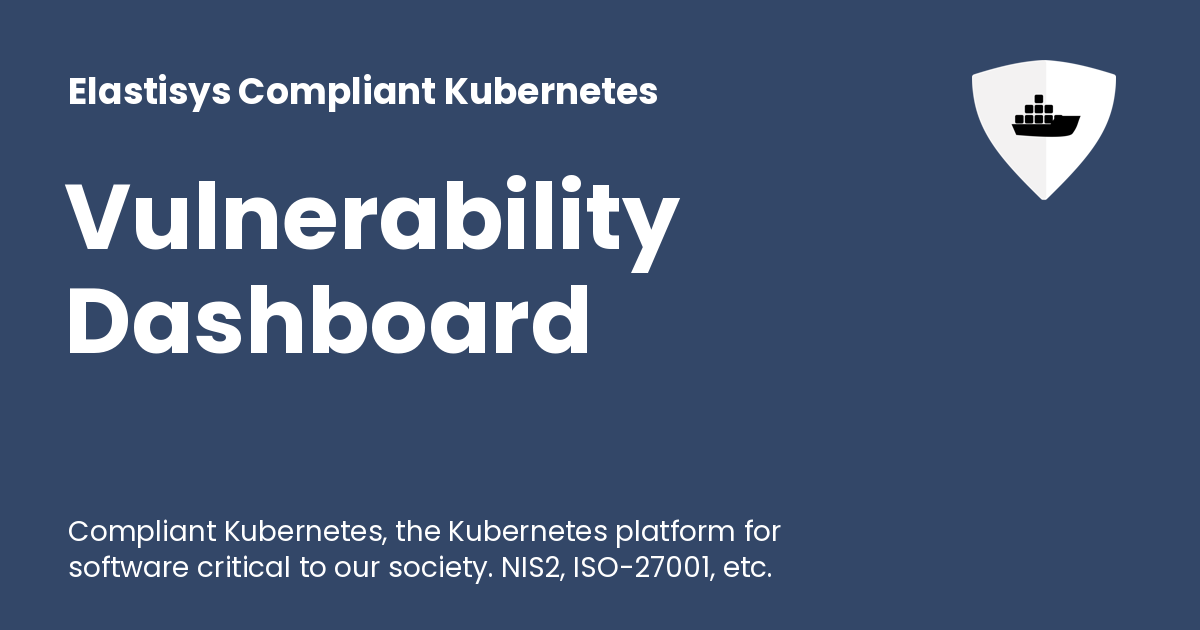 Elastisys Compliant Kubernetes
Vulnerability
Dashboard
Compliant Kubernetes, the Kubernetes platform for
software critical to our society. NIS2, ISO-27001, etc.